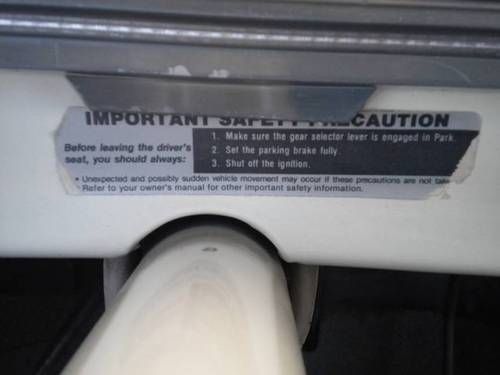 IMPORTANT SAFETY PRECAUTION
Before leaving the driver's seat, you should always:
1. Make sure the gear selector lever is engaged in Park.
2. Set the parking brake fully.
3. Shut off the ignition.
• Unexpected and possibly sudden vehicle movement may occur if these precautions are not take
Refer to your owner's manual for other important safety information.